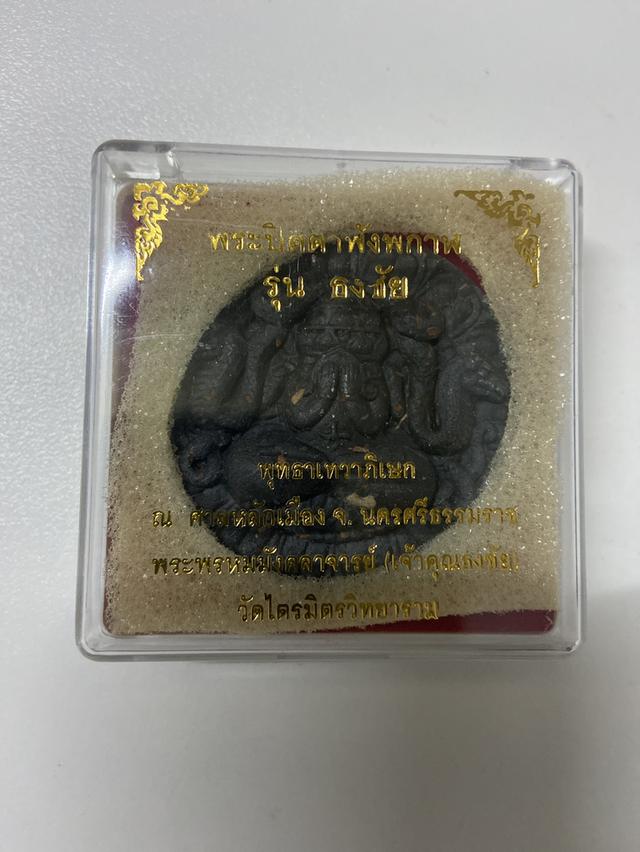 พระปิดตาพังพกาฬ
รุ่น ธงชัย
พุทธาเทวาภิเษก
ณ ศาลหลักเมือง จ. นครศรีธรรมราช
พระพรหมมังคลาจารย์ (เจ้าคุณธงชัย)
วัดไตรมิตรวิทยาราม